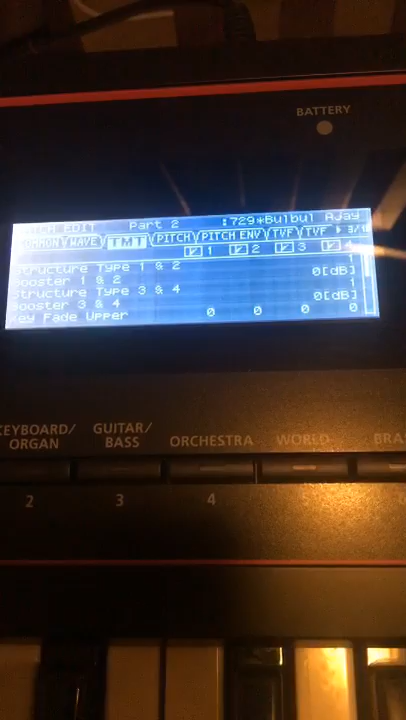 BATTERY
EDIT Part 2 :729*Bulbul Ajay
COMMON WAVE TMT PITCH PITCH ENV TVF TVF
1 2 3 4
Structure Type 1 & 2 1
Booster 1 & 2 0[dB]
Structure Type 3 & 4 1
Booster 3 & 4 0[dB]
Key Fade Upper 0 0 0 0
KEYBOARD/ ORGAN GUITAR/ BASS ORCHESTRA WORLD
2 3 4